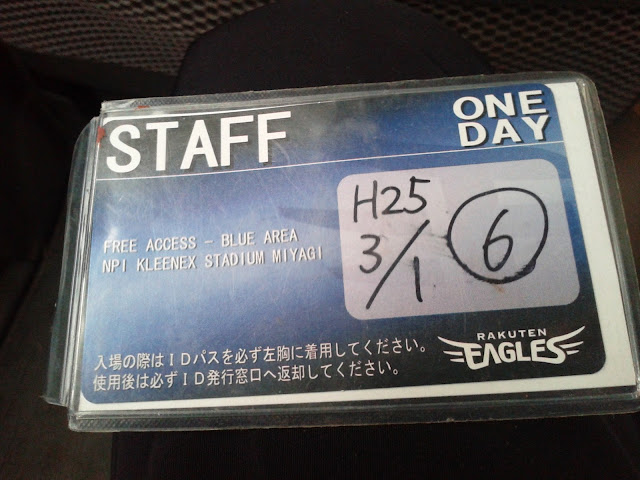 STAFF
ONE
DAY
H25
3/1
6
FREE ACCESS - BLUE AREA
NPI KLEENEX STADIUM MIYAGI
入場の際はＩＤパスを必ず左胸に着用してください。
使用後は必ずＩＤ発行窓口へ返却してください。
RAKUTEN
EAGLES